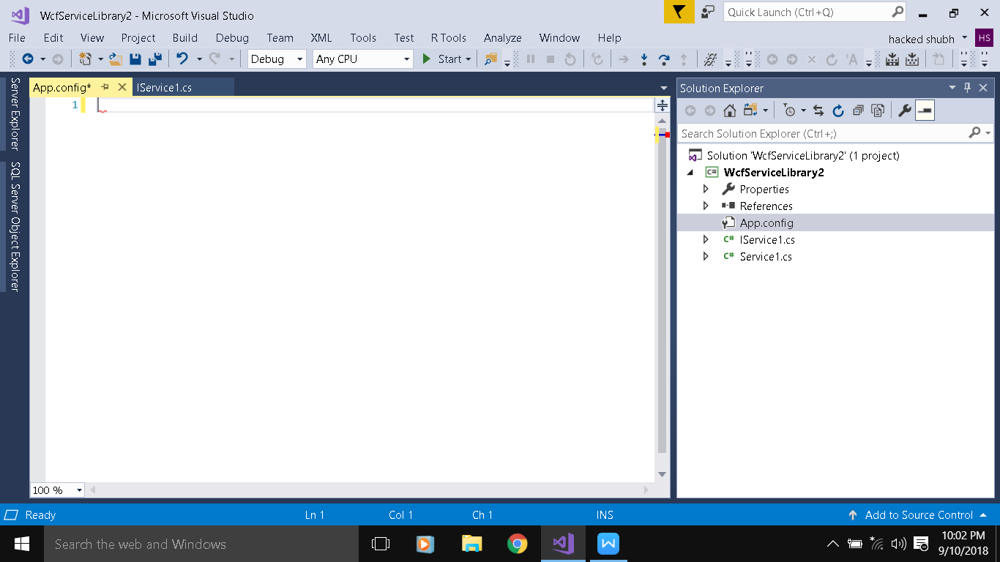 WcfServiceLibrary2 - Microsoft Visual Studio
Quick Launch (Ctrl+Q)
File Edit View Project Build Debug Team XML Tools Test R Tools Analyze Window Help
hacked shubh HS
Debug Any CPU Start
Server Explorer
SQL Server Object Explorer
App.config* IService1.cs
1
100 %
Solution Explorer
Search Solution Explorer (Ctrl+;)
Solution 'WcfServiceLibrary2' (1 project)
C# WcfServiceLibrary2
Properties
References
App.config
C# IService1.cs
C# Service1.cs
Ready Ln 1 Col 1 Ch 1 INS Add to Source Control
Search the web and Windows
W
10:02 PM
9/10/2018